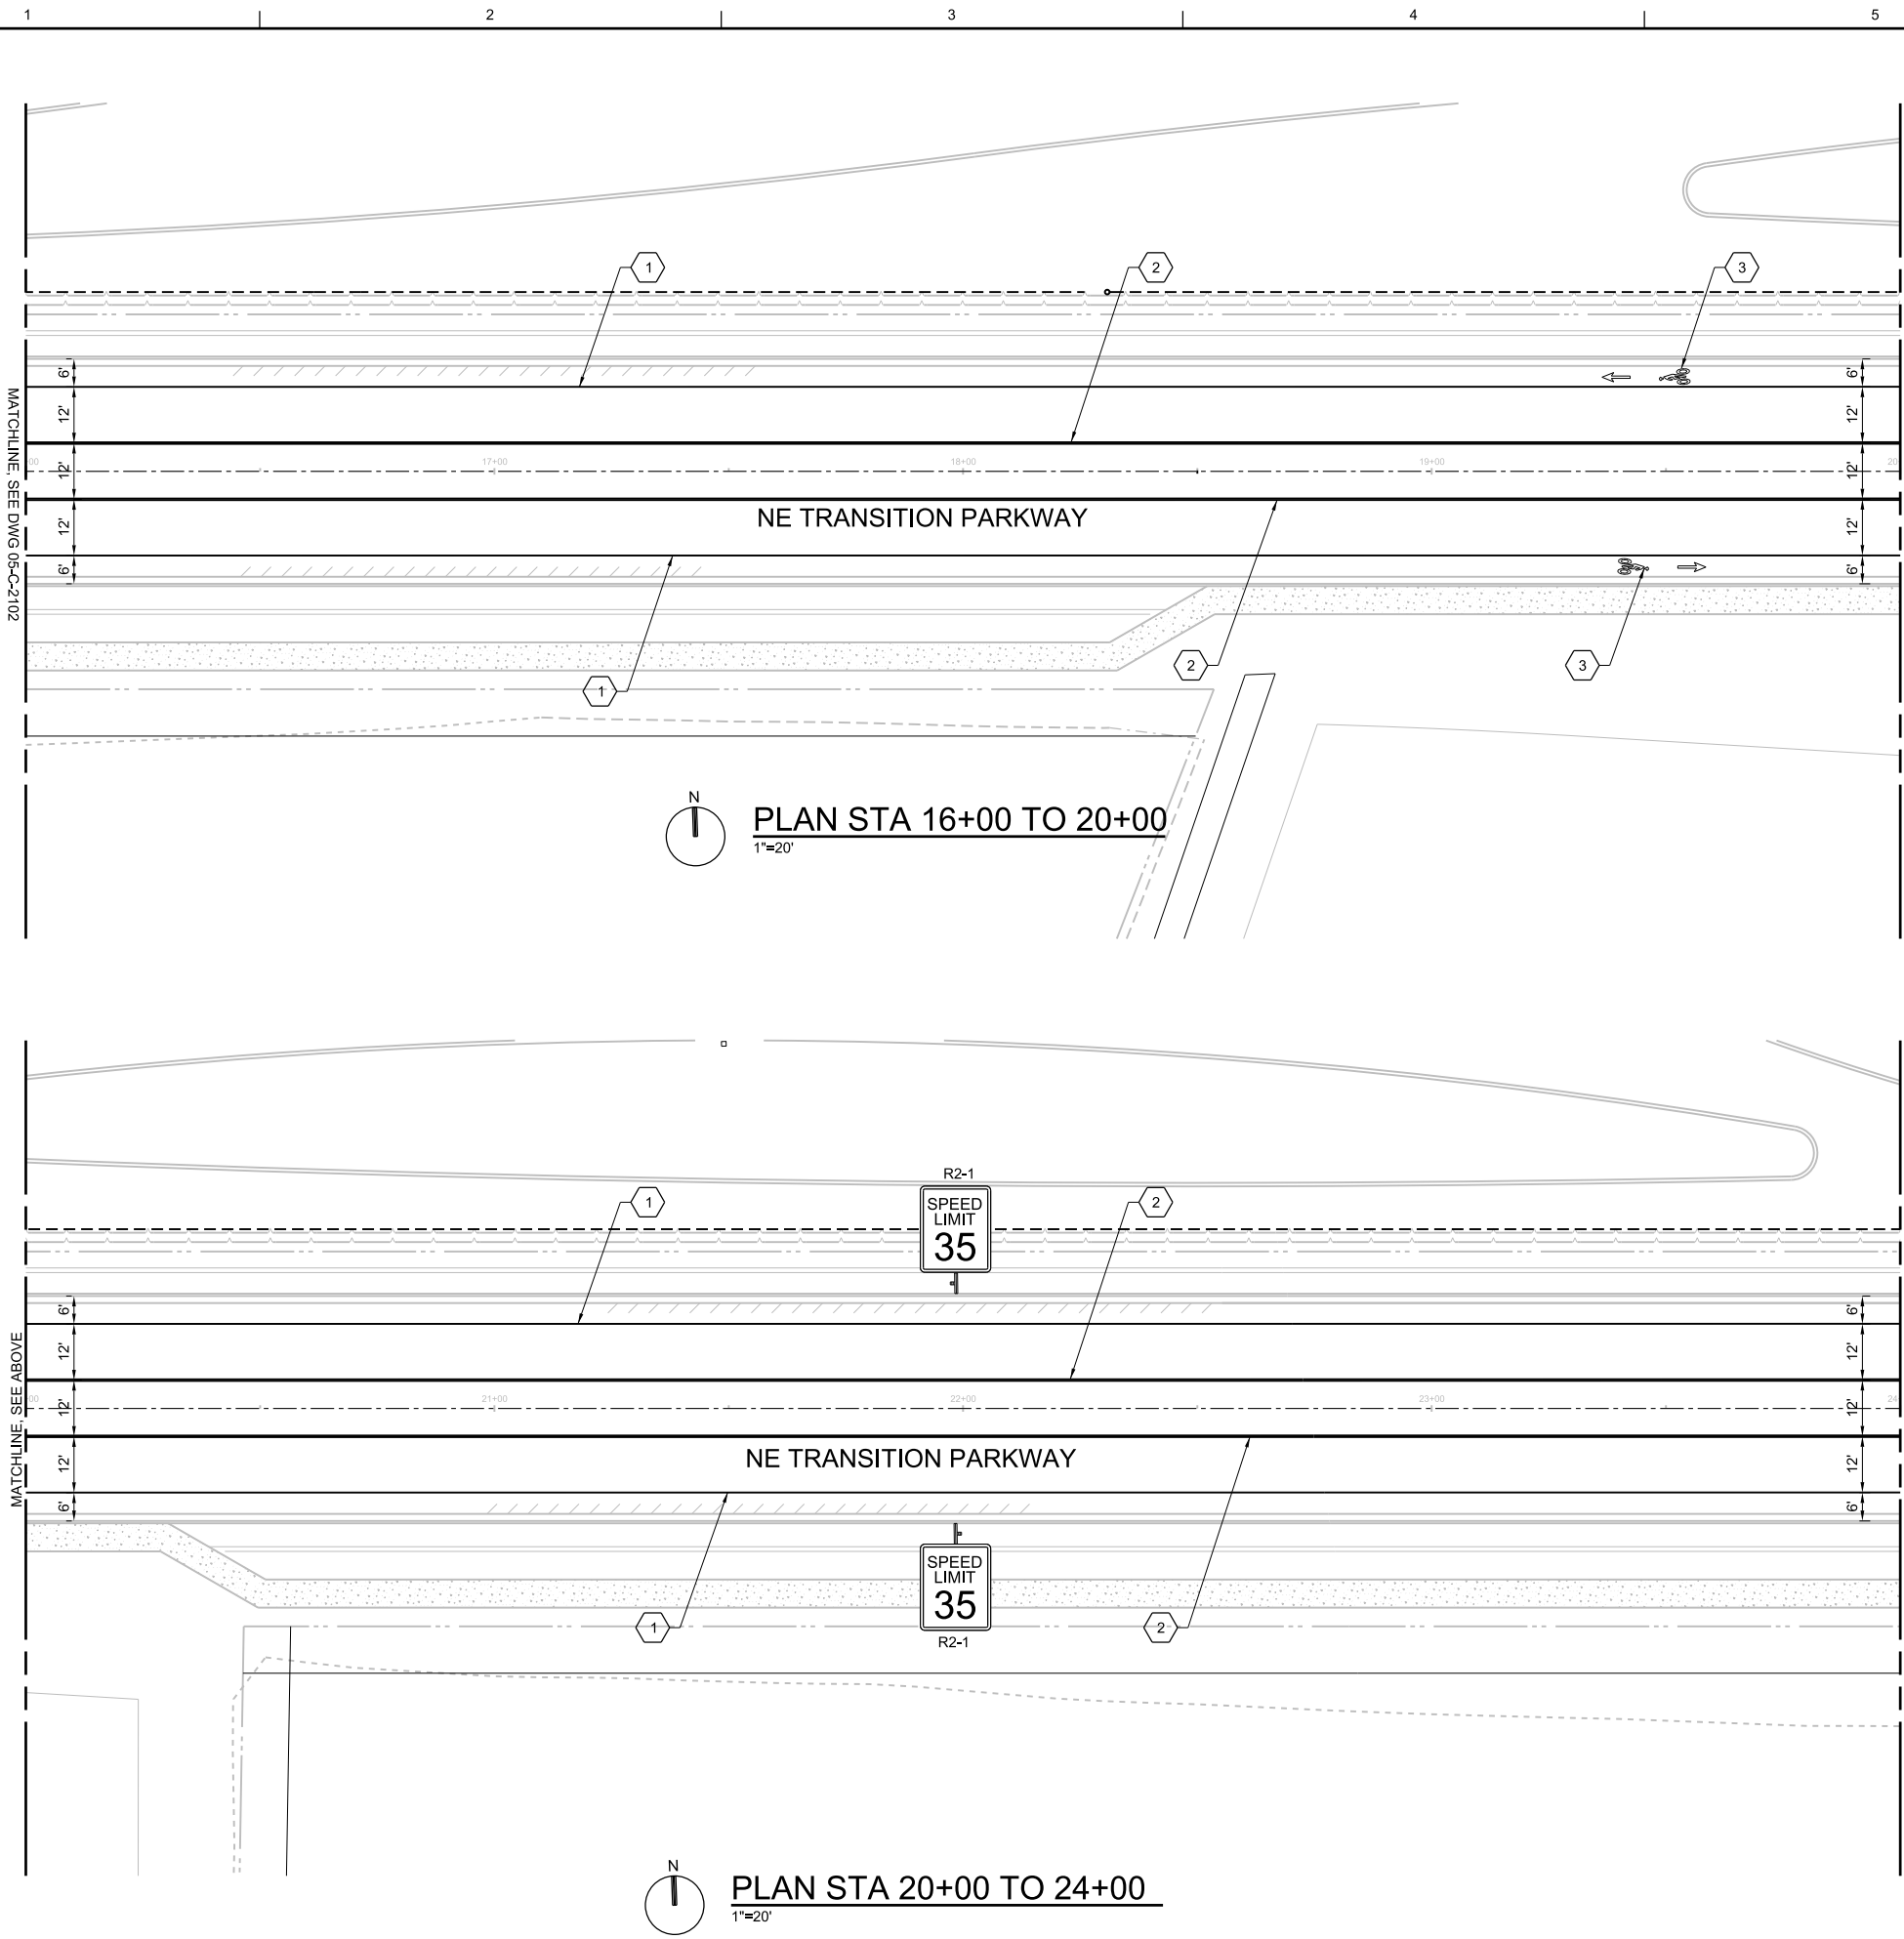 1 2 3 4 5
1 2 3
6' 6'
12' 12'
MATCHLINE, SEE DWG 05-C-2102
00 17+00 18+00 19+00 20
12' 12'
NE TRANSITION PARKWAY
12' 12'
6' 6'
2 3
1
N
PLAN STA 16+00 TO 20+00
1"=20'
R2-1
SPEED
LIMIT
35
1 2
6' 6'
12' 12'
MATCHLINE, SEE ABOVE
00 21+00 22+00 23+00 24
12' 12'
NE TRANSITION PARKWAY
12' 12'
6' 6'
SPEED
LIMIT
35
1 2
R2-1
N
PLAN STA 20+00 TO 24+00
1"=20'